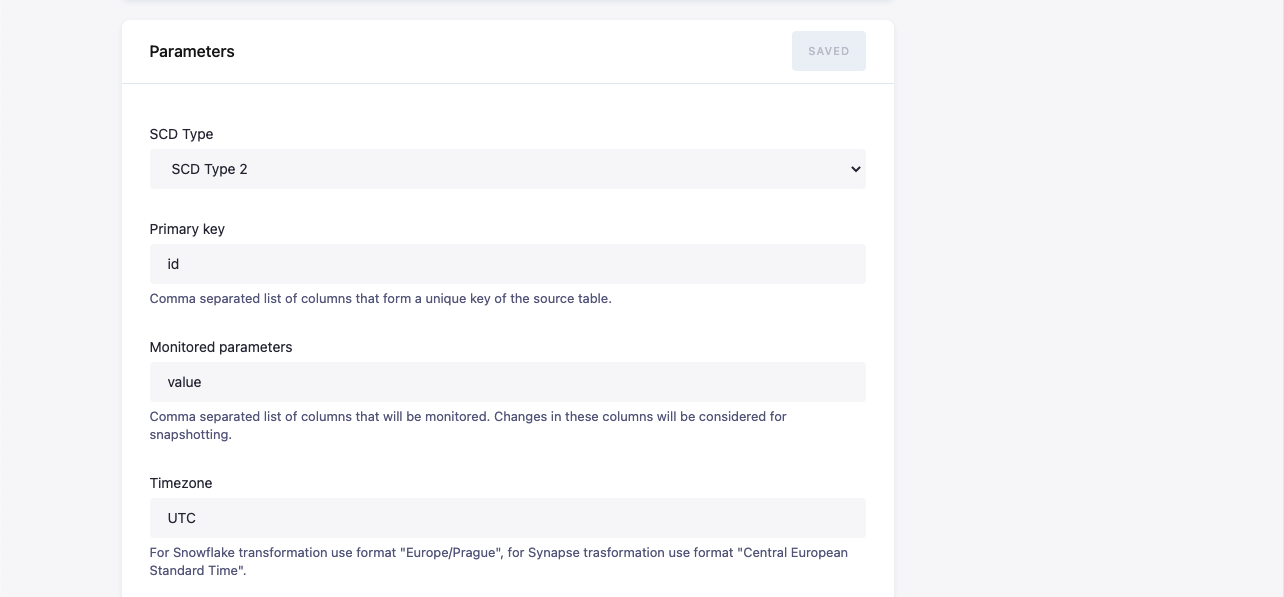 Parameters
SAVED
SCD Type
SCD Type 2
Primary key
id
Comma separated list of columns that form a unique key of the source table.
Monitored parameters
value
Comma separated list of columns that will be monitored. Changes in these columns will be considered for
snapshotting.
Timezone
UTC
For Snowflake transformation use format "Europe/Prague", for Synapse trasformation use format "Central European
Standard Time".